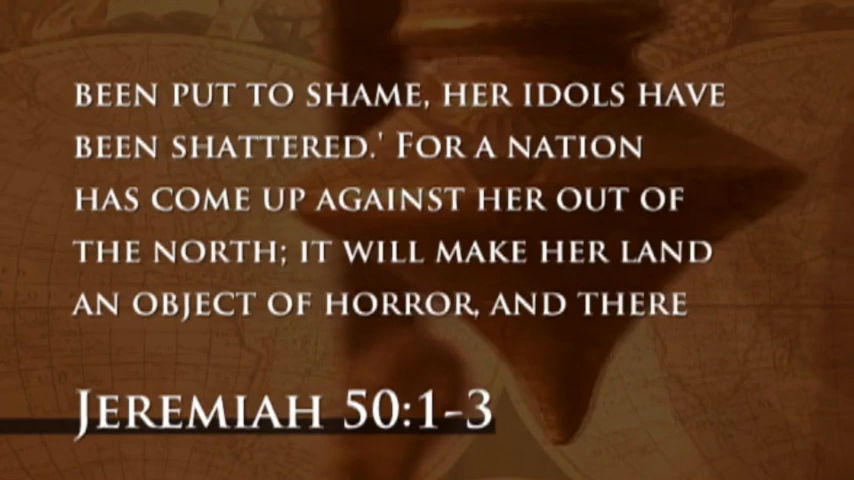 BEEN PUT TO SHAME, HER IDOLS HAVE
BEEN SHATTERED.' FOR A NATION
HAS COME UP AGAINST HER OUT OF
THE NORTH; IT WILL MAKE HER LAND
AN OBJECT OF HORROR, AND THERE
JEREMIAH 50:1-3